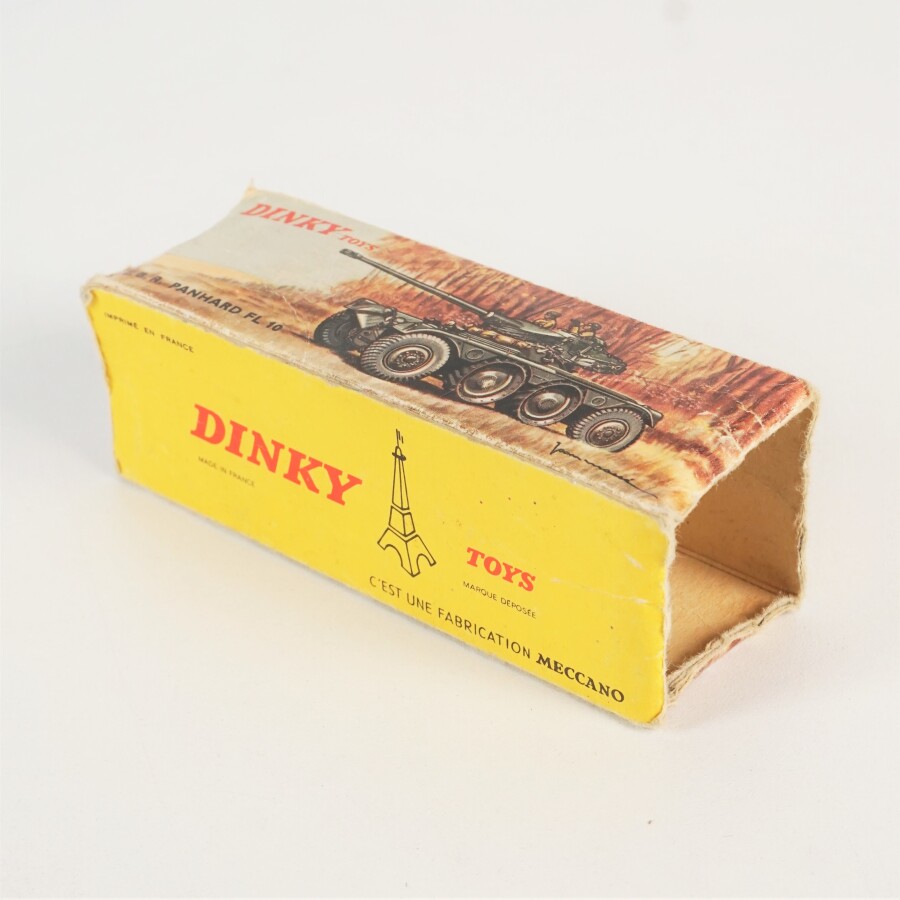 DINKY TOYS
PANHARD FL 10
IMPRIMÉ EN FRANCE
DINKY
MADE IN FRANCE
TOYS
MARQUE DÉPOSÉE
C'EST UNE FABRICATION MECCANO